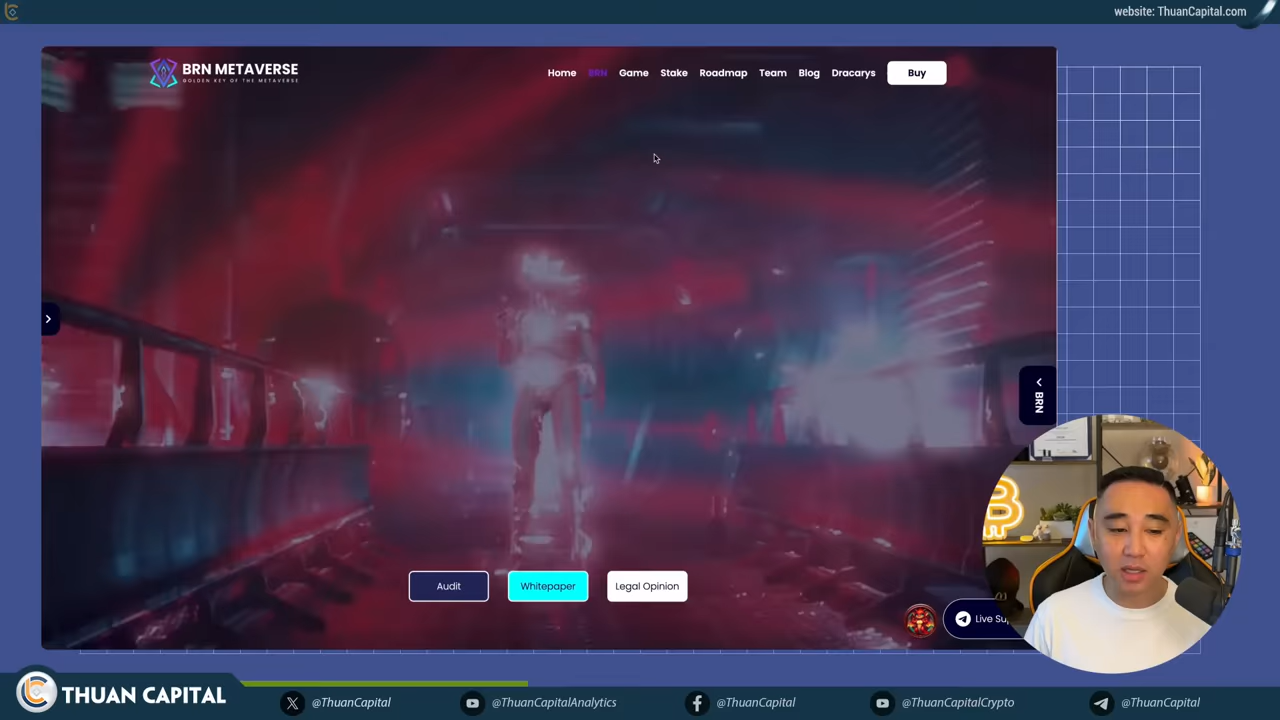 website: ThuanCapital.com
BRN METAVERSE
GOLDEN KEY OF THE METAVERSE
Home BRN Game Stake Roadmap Team Blog Dracarys Buy
BRN
Audit Whitepaper Legal Opinion
Live Su
THUAN CAPITAL
@ThuanCapital @ThuanCapitalAnalytics @ThuanCapital @ThuanCapitalCrypto @ThuanCapital